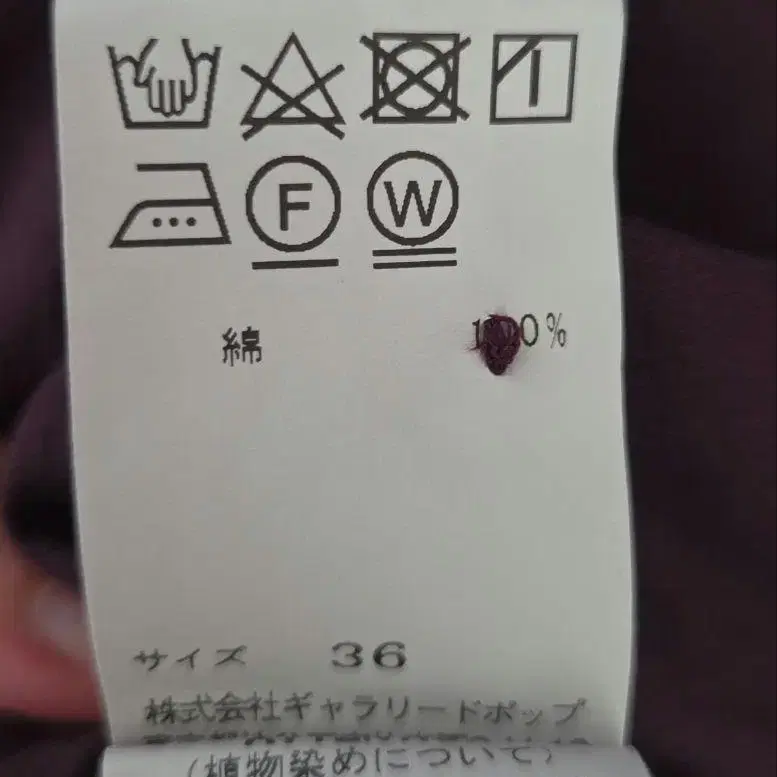 F W
綿 100%
サイズ 36
株式会社ギャラリードポップ
(植物染めについて)